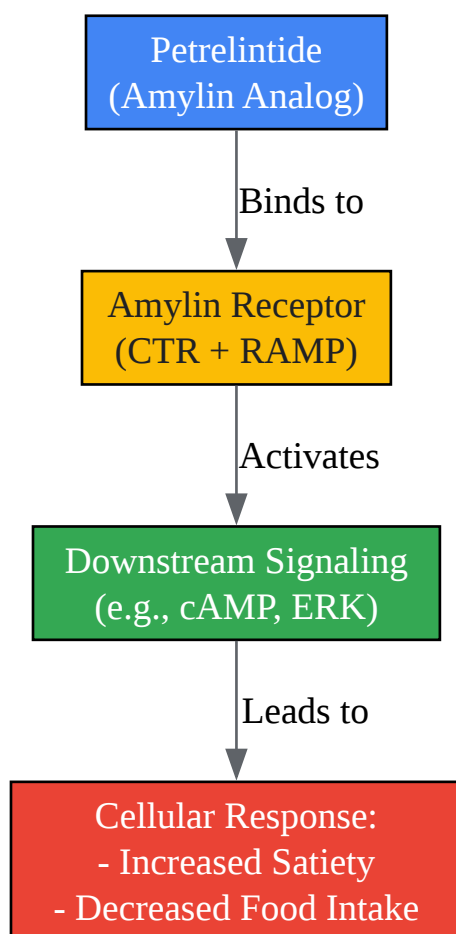 Petrelintide
(Amylin Analog)
Binds to
Amylin Receptor
(CTR + RAMP)
Activates
Downstream Signaling
(e.g., cAMP, ERK)
Leads to
Cellular Response:
- Increased Satiety
- Decreased Food Intake